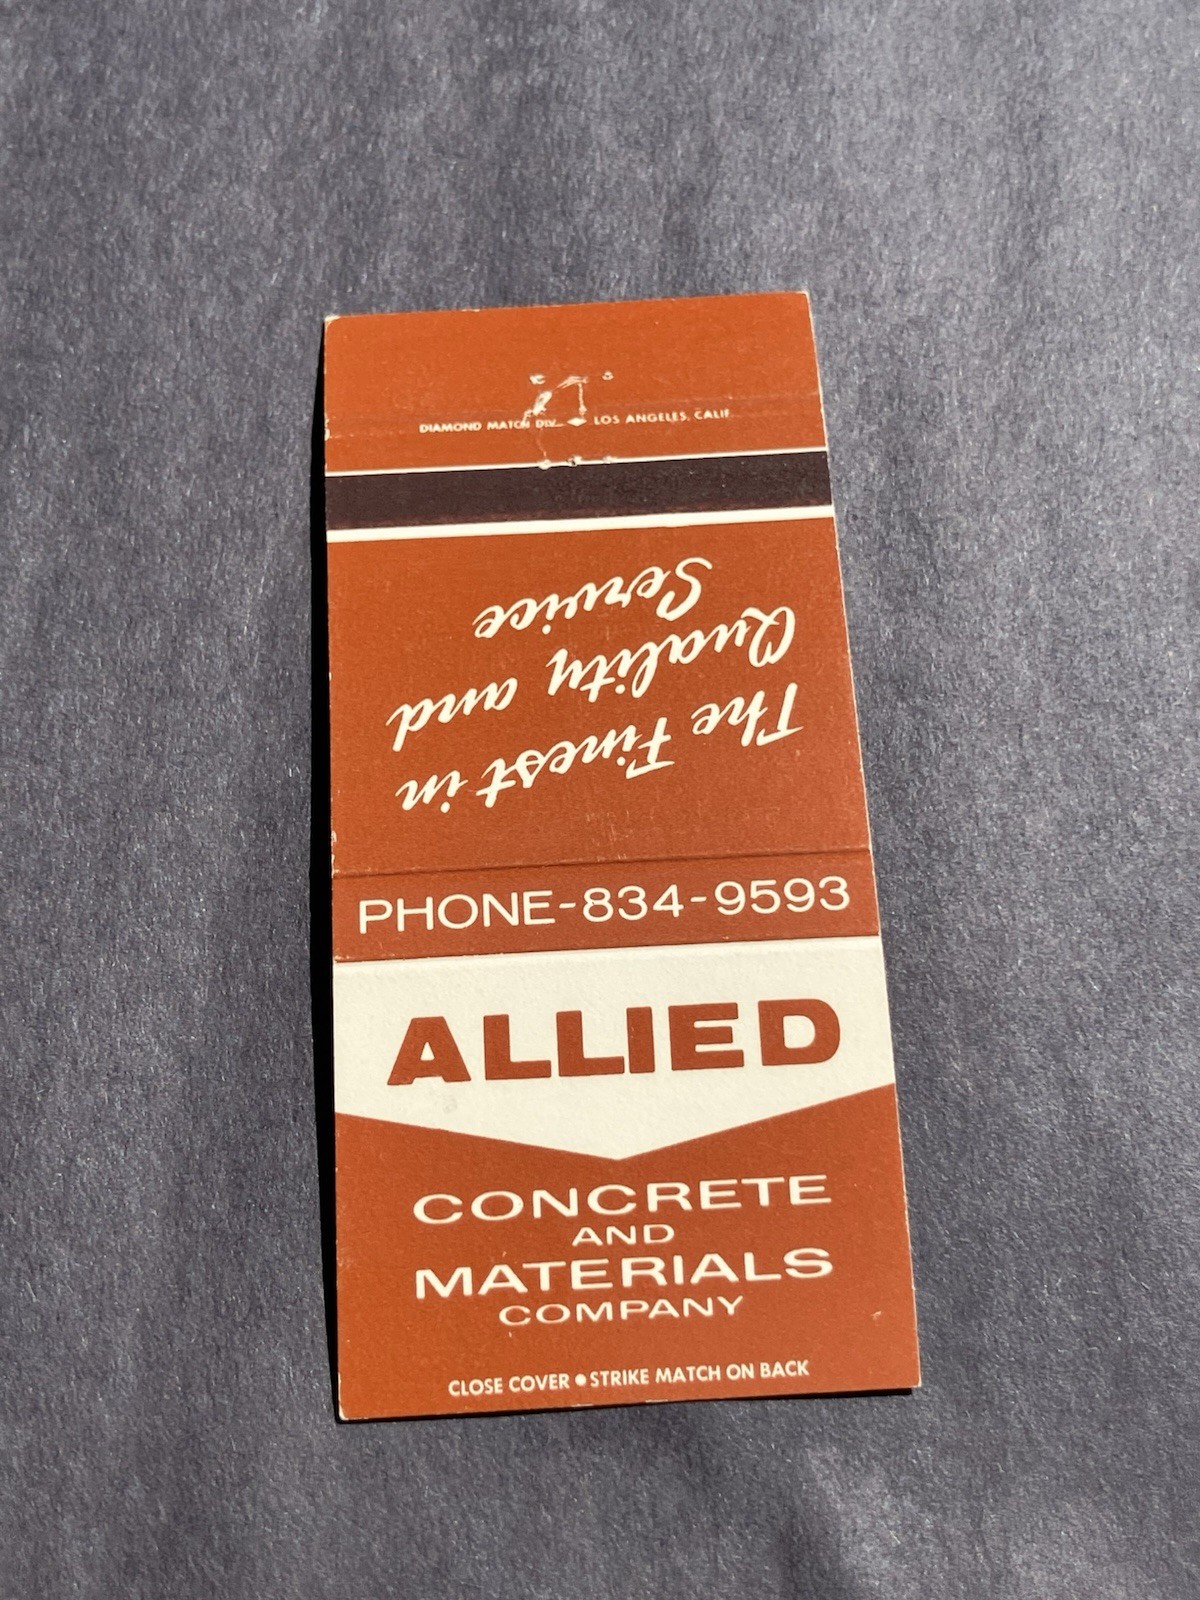 DIAMOND MATCH DIV. LOS ANGELES, CALIF.
The Finest in
Quality and
Service
PHONE-834-9593
ALLIED
CONCRETE
AND
MATERIALS
COMPANY
CLOSE COVER • STRIKE MATCH ON BACK